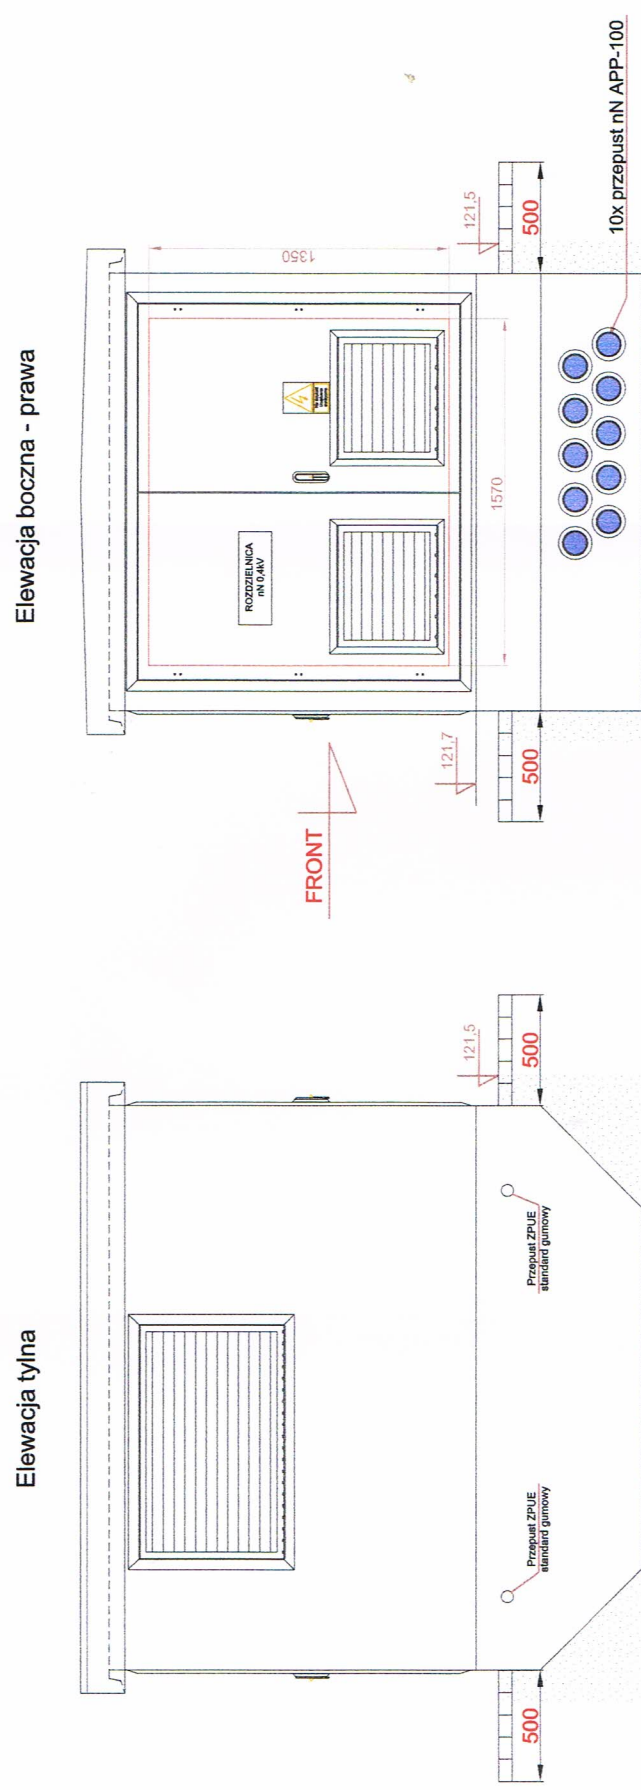 Elewacja tylna
121,5
500
500
Przepust ZPUE
standard gumowy
Przepust ZPUE
standard gumowy
Elewacja boczna - prawa
ROZDZIELNICA
nN 0,4kV
1350
1570
FRONT
121,7
121,5
500
500
10x przepust nN APP-100